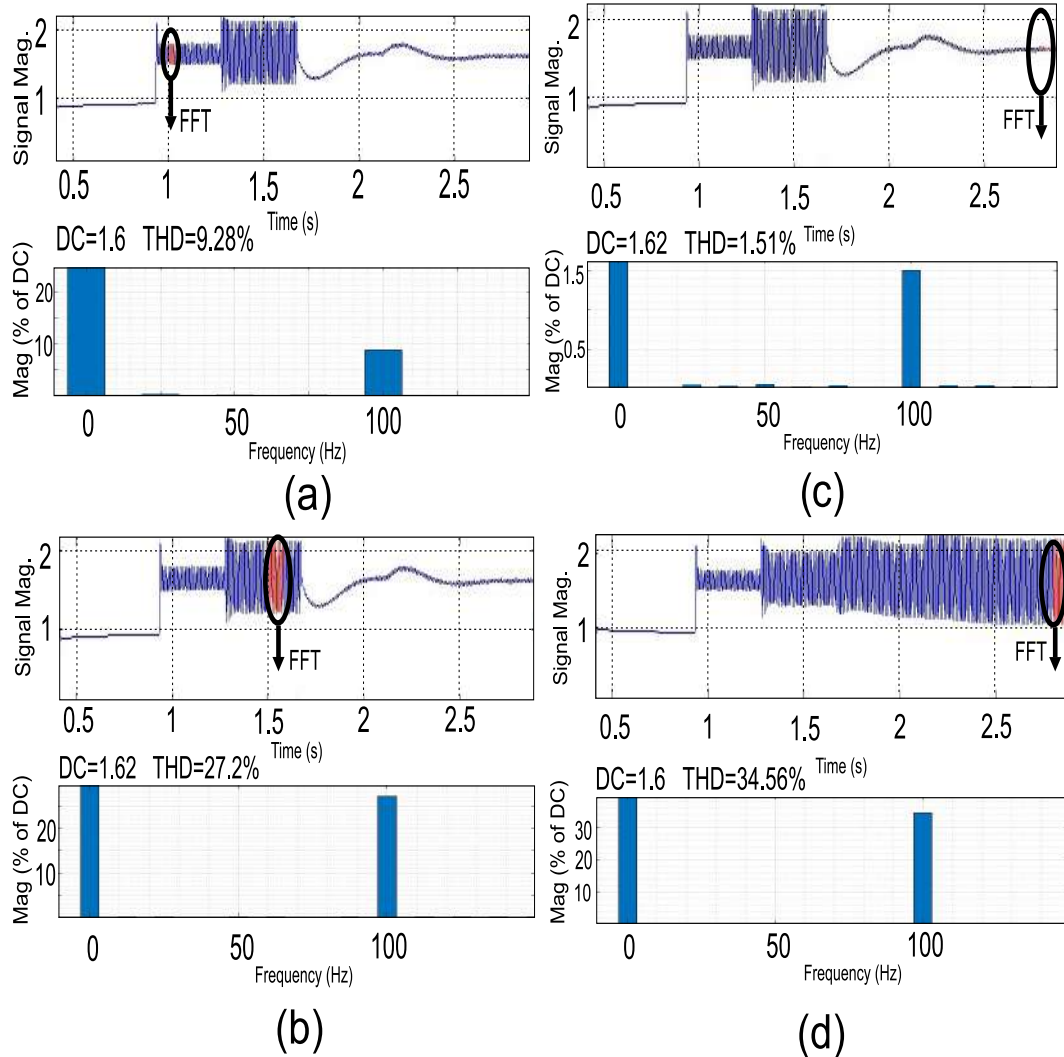 Signal Mag.
2
1
FFT
0.5 1 1.5 2 2.5
Time (s)
DC=1.6 THD=9.28%
Mag (% of DC)
20
10
0 50 100
Frequency (Hz)
(a)
Signal Mag.
2
1
FFT
0.5 1 1.5 2 2.5
DC=1.62 THD=1.51% Time (s)
Mag (% of DC)
1.5
0.5
0 50 100
Frequency (Hz)
(c)
Signal Mag.
2
1
FFT
0.5 1 1.5 2 2.5
Time (s)
DC=1.62 THD=27.2%
Mag (% of DC)
20
10
0 50 100
Frequency (Hz)
(b)
Signal Mag.
2
1
FFT
0.5 1 1.5 2 2.5
DC=1.6 THD=34.56% Time (s)
Mag (% of DC)
30
20
10
0 50 100
Frequency (Hz)
(d)